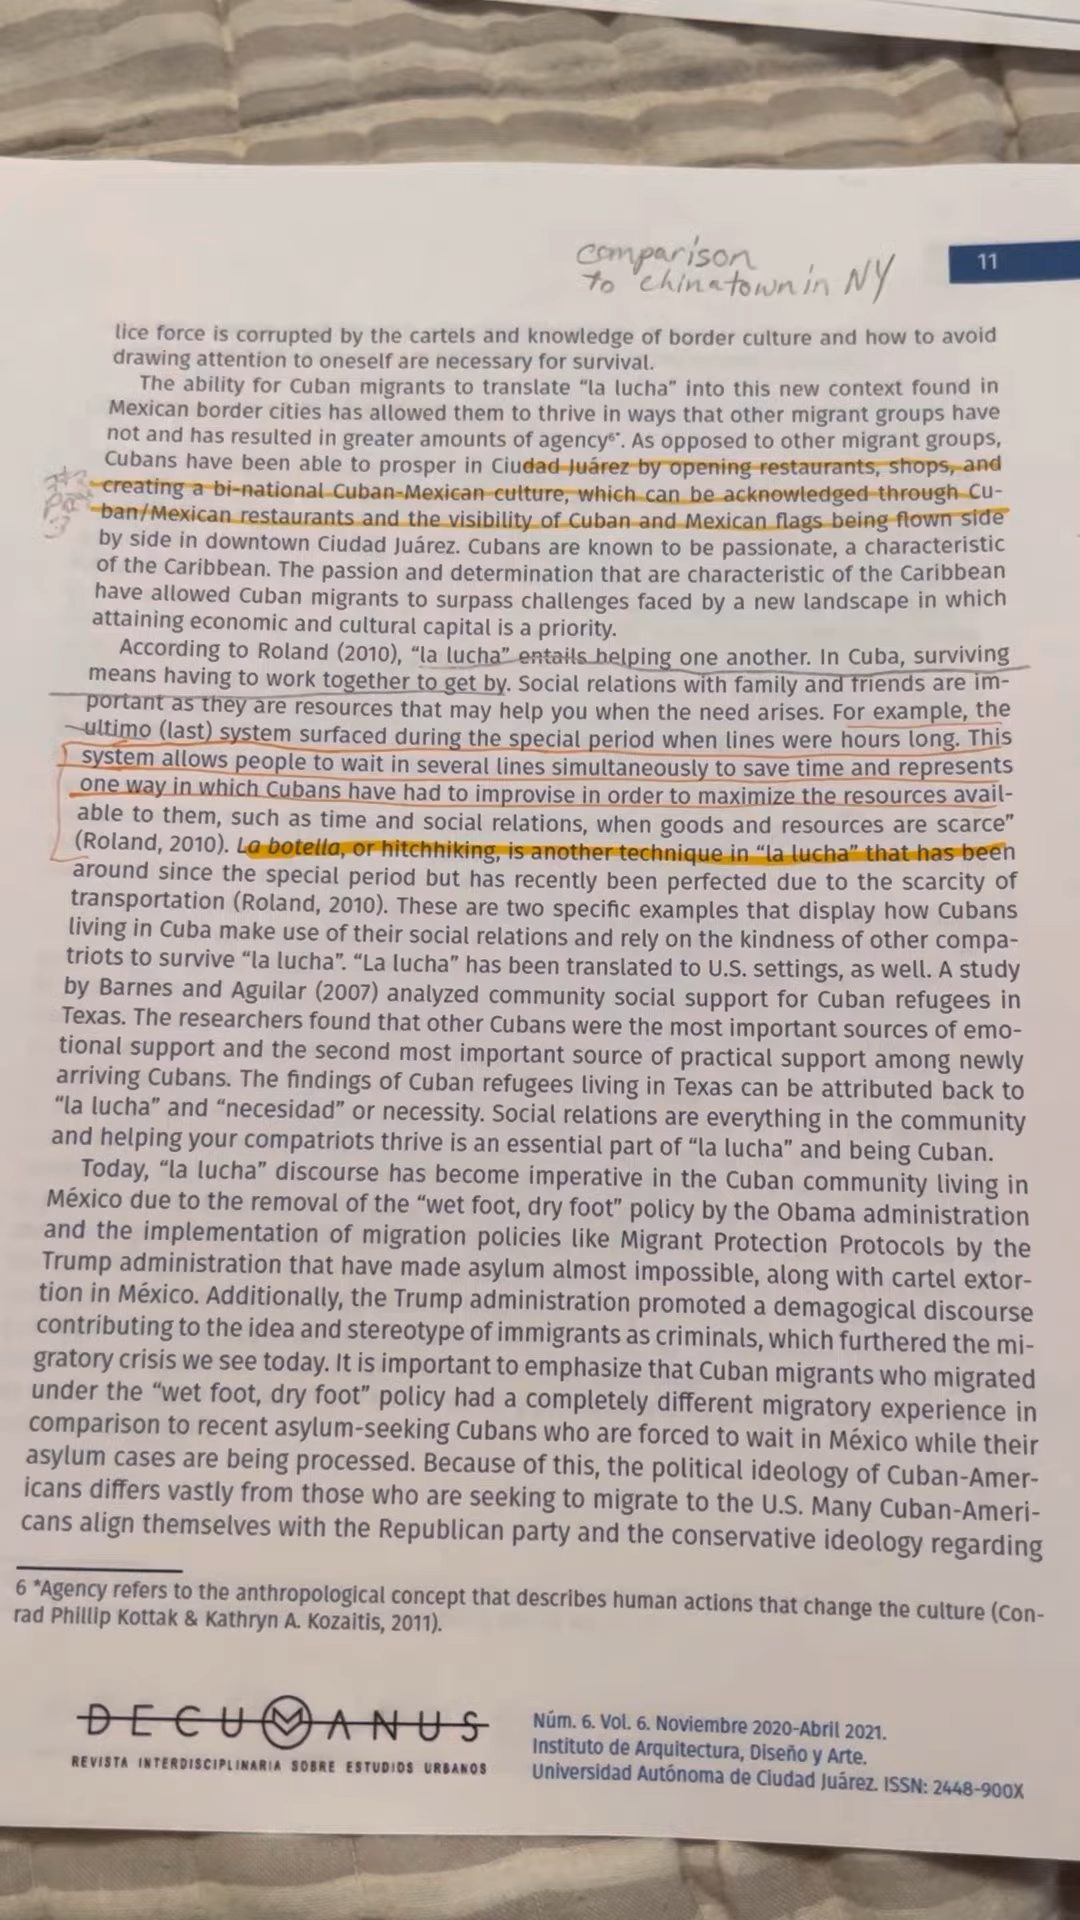 comparison
to chinatown in NY
11
lice force is corrupted by the cartels and knowledge of border culture and how to avoid
drawing attention to oneself are necessary for survival.
The ability for Cuban migrants to translate “la lucha” into this new context found in
Mexican border cities has allowed them to thrive in ways that other migrant groups have
not and has resulted in greater amounts of agency⁶*. As opposed to other migrant groups,
Cubans have been able to prosper in Ciudad Juárez by opening restaurants, shops, and
creating a bi-national Cuban-Mexican culture, which can be acknowledged through Cu-
ban/Mexican restaurants and the visibility of Cuban and Mexican flags being flown side
by side in downtown Ciudad Juárez. Cubans are known to be passionate, a characteristic
of the Caribbean. The passion and determination that are characteristic of the Caribbean
have allowed Cuban migrants to surpass challenges faced by a new landscape in which
attaining economic and cultural capital is a priority.
According to Roland (2010), “la lucha” entails helping one another. In Cuba, surviving
means having to work together to get by. Social relations with family and friends are im-
portant as they are resources that may help you when the need arises. For example, the
ultimo (last) system surfaced during the special period when lines were hours long. This
system allows people to wait in several lines simultaneously to save time and represents
one way in which Cubans have had to improvise in order to maximize the resources avail-
able to them, such as time and social relations, when goods and resources are scarce”
(Roland, 2010). La botella, or hitchhiking, is another technique in “la lucha” that has been
around since the special period but has recently been perfected due to the scarcity of
transportation (Roland, 2010). These are two specific examples that display how Cubans
living in Cuba make use of their social relations and rely on the kindness of other compa-
triots to survive “la lucha”. “La lucha” has been translated to U.S. settings, as well. A study
by Barnes and Aguilar (2007) analyzed community social support for Cuban refugees in
Texas. The researchers found that other Cubans were the most important sources of emo-
tional support and the second most important source of practical support among newly
arriving Cubans. The findings of Cuban refugees living in Texas can be attributed back to
“la lucha” and “necesidad” or necessity. Social relations are everything in the community
and helping your compatriots thrive is an essential part of “la lucha” and being Cuban.
Today, “la lucha” discourse has become imperative in the Cuban community living in
México due to the removal of the “wet foot, dry foot” policy by the Obama administration
and the implementation of migration policies like Migrant Protection Protocols by the
Trump administration that have made asylum almost impossible, along with cartel extor-
tion in México. Additionally, the Trump administration promoted a demagogical discourse
contributing to the idea and stereotype of immigrants as criminals, which furthered the mi-
gratory crisis we see today. It is important to emphasize that Cuban migrants who migrated
under the “wet foot, dry foot” policy had a completely different migratory experience in
comparison to recent asylum-seeking Cubans who are forced to wait in México while their
asylum cases are being processed. Because of this, the political ideology of Cuban-Amer-
icans differs vastly from those who are seeking to migrate to the U.S. Many Cuban-Ameri-
cans align themselves with the Republican party and the conservative ideology regarding
6 *Agency refers to the anthropological concept that describes human actions that change the culture (Con-
rad Phillip Kottak & Kathryn A. Kozaitis, 2011).
DECUMANUS
REVISTA INTERDISCIPLINARIA SOBRE ESTUDIOS URBANOS
Núm. 6. Vol. 6. Noviembre 2020-Abril 2021.
Instituto de Arquitectura, Diseño y Arte.
Universidad Autónoma de Ciudad Juárez. ISSN: 2448-900X